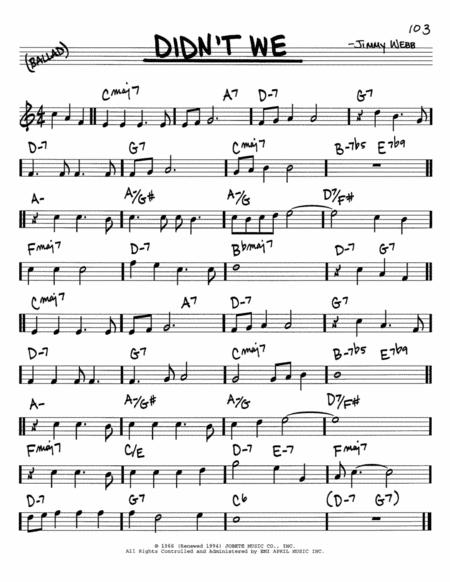 103
DIDN'T WE
(BALLAD)
-JIMMY WEBB
Cmaj7 A7 D-7 G7
D-7 G7 Cmaj7 B-7b5 E7b9
A- A-/G# A-/G D7/F#
Fmaj7 D-7 Bbmaj7 G7
Cmaj7 A7 D-7 G7
D-7 G7 Cmaj7 B-7b5 E7b9
A- A-/G# A-/G D7/F#
Fmaj7 C/E D-7 E-7 Fmaj7
D-7 G7 C6 (D-7 G7)
© 1966 (Renewed 1994) JOBETE MUSIC CO., INC.
All Rights Controlled and Administered by EMI APRIL MUSIC INC.